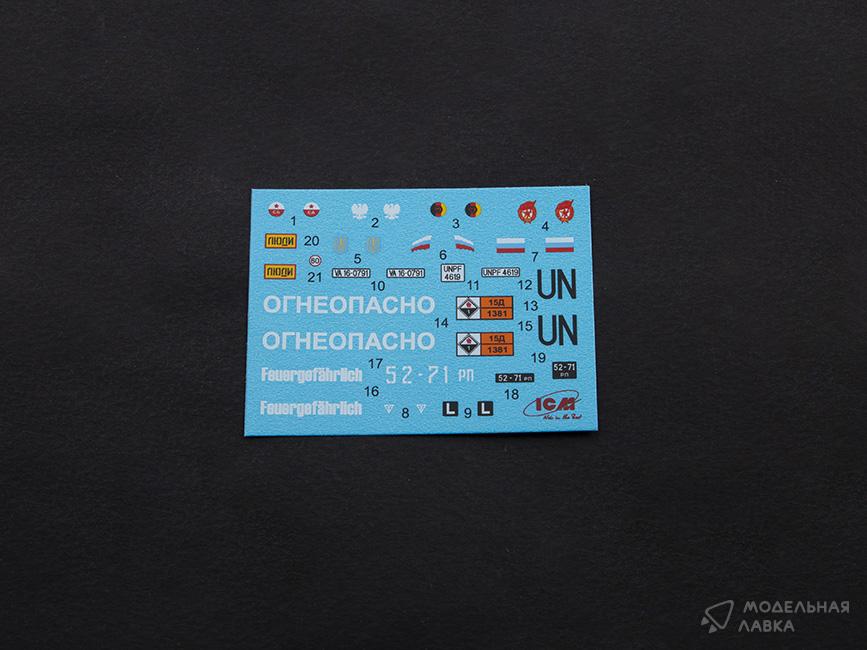 СА СА
1 2 3 4
ЛЮДИ 20
5 6 7
80
ЛЮДИ 21
VA 16-0791 VA 16-0791
UNPF
4619
UNPF 4619
10 11 12
UN
ОГНЕОПАСНО
15Д
1381
13
14 15
UN
ОГНЕОПАСНО
15Д
1381
17 19
Feuergefährlich 52-71 РП
52-71 РП
52-71
РП
16 18
Feuergefährlich 8 L 9 L
ICM
МОДЕЛЬНАЯ
ЛАВКА